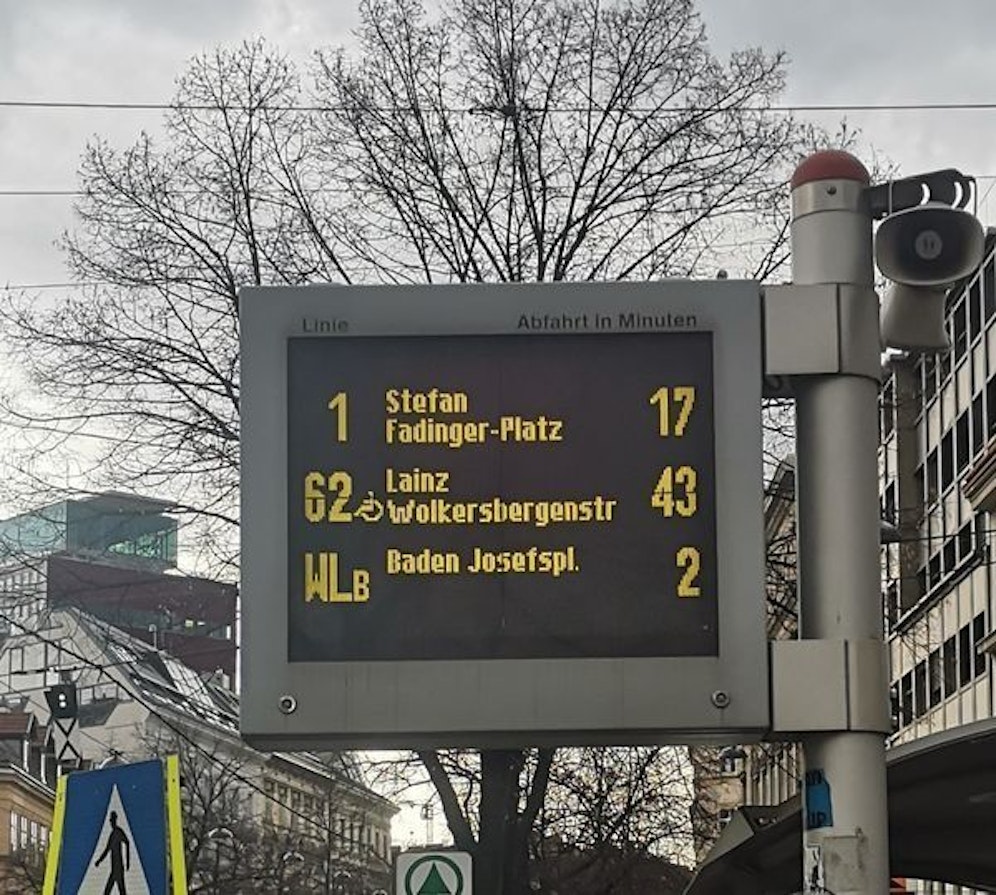 Linie Abfahrt in Minuten
1 Stefan Fadinger-Platz 17
62 Lainz Wolkersbergenstr 43
WLB Baden Josefspl. 2